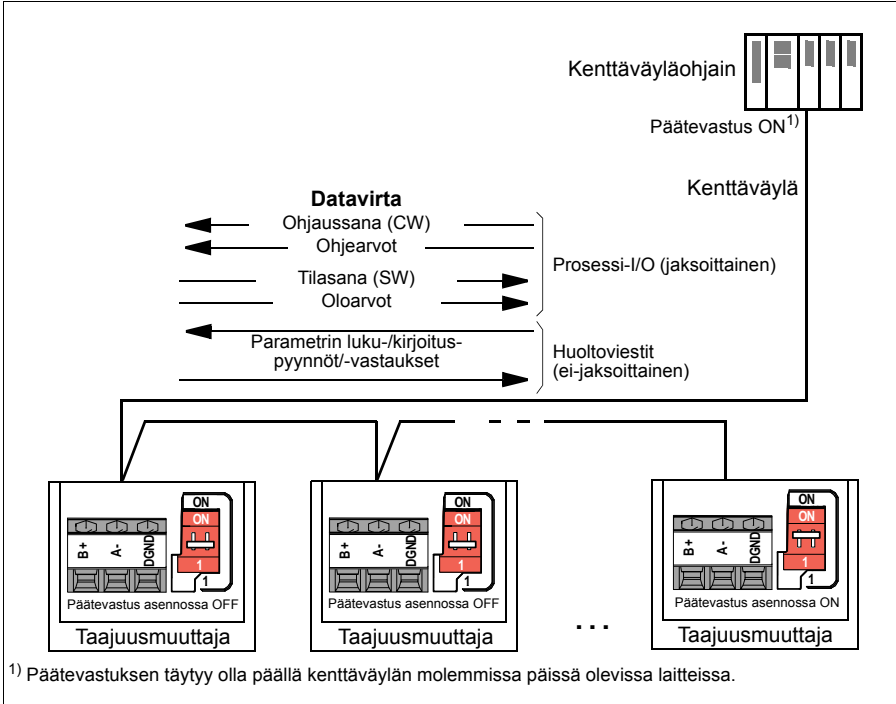 Kenttäväyläohjain
Päätevastus ON1)
Kenttäväylä
Datavirta
Ohjaussana (CW)
Ohjearvot
Tilasana (SW)
Oloarvot
Prosessi-I/O (jaksoittainen)
Parametrin luku-/kirjoitus-
pyynnöt/-vastaukset
Huoltoviestit
(ei-jaksoittainen)
B+
A-
DGND
ON
ON
1
1
Päätevastus asennossa OFF
Taajuusmuuttaja
B+
A-
DGND
ON
ON
1
1
Päätevastus asennossa OFF
Taajuusmuuttaja
...
B+
A-
DGND
ON
ON
1
1
Päätevastus asennossa ON
Taajuusmuuttaja
1) Päätevastuksen täytyy olla päällä kenttäväylän molemmissa päissä olevissa laitteissa.